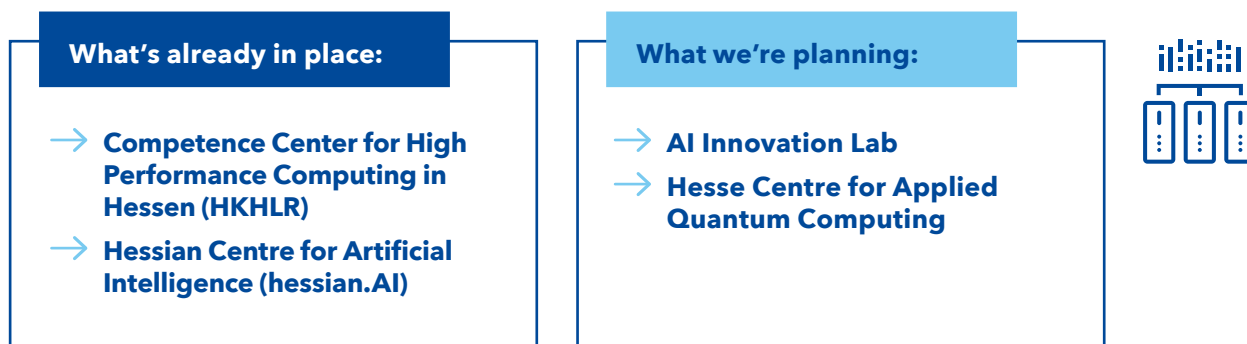 What’s already in place:
Competence Center for High
Performance Computing in
Hessen (HKHLR)
Hessian Centre for Artificial
Intelligence (hessian.AI)
What we’re planning:
AI Innovation Lab
Hesse Centre for Applied
Quantum Computing